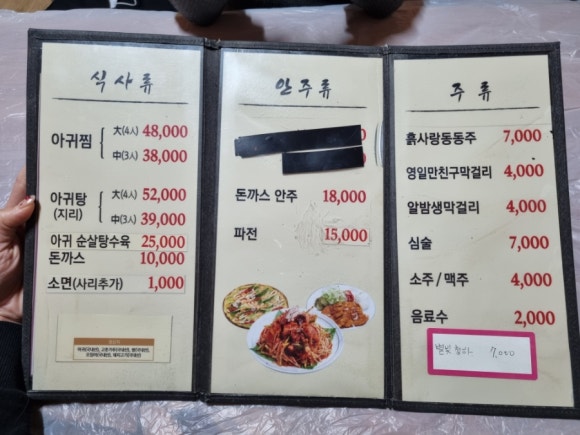 식사류
아귀찜
大(4人) 48,000
中(3人) 38,000
아귀탕
(지리)
大(4人) 52,000
中(3人) 39,000
아귀 순살탕수육 25,000
돈까스 10,000
소면(사리추가) 1,000
안주류
돈까스 안주 18,000
파전 15,000
주류
흙사랑동동주 7,000
영일만친구막걸리 4,000
알밤생막걸리 4,000
심술 7,000
소주 / 맥주 4,000
음료수 2,000
7,000